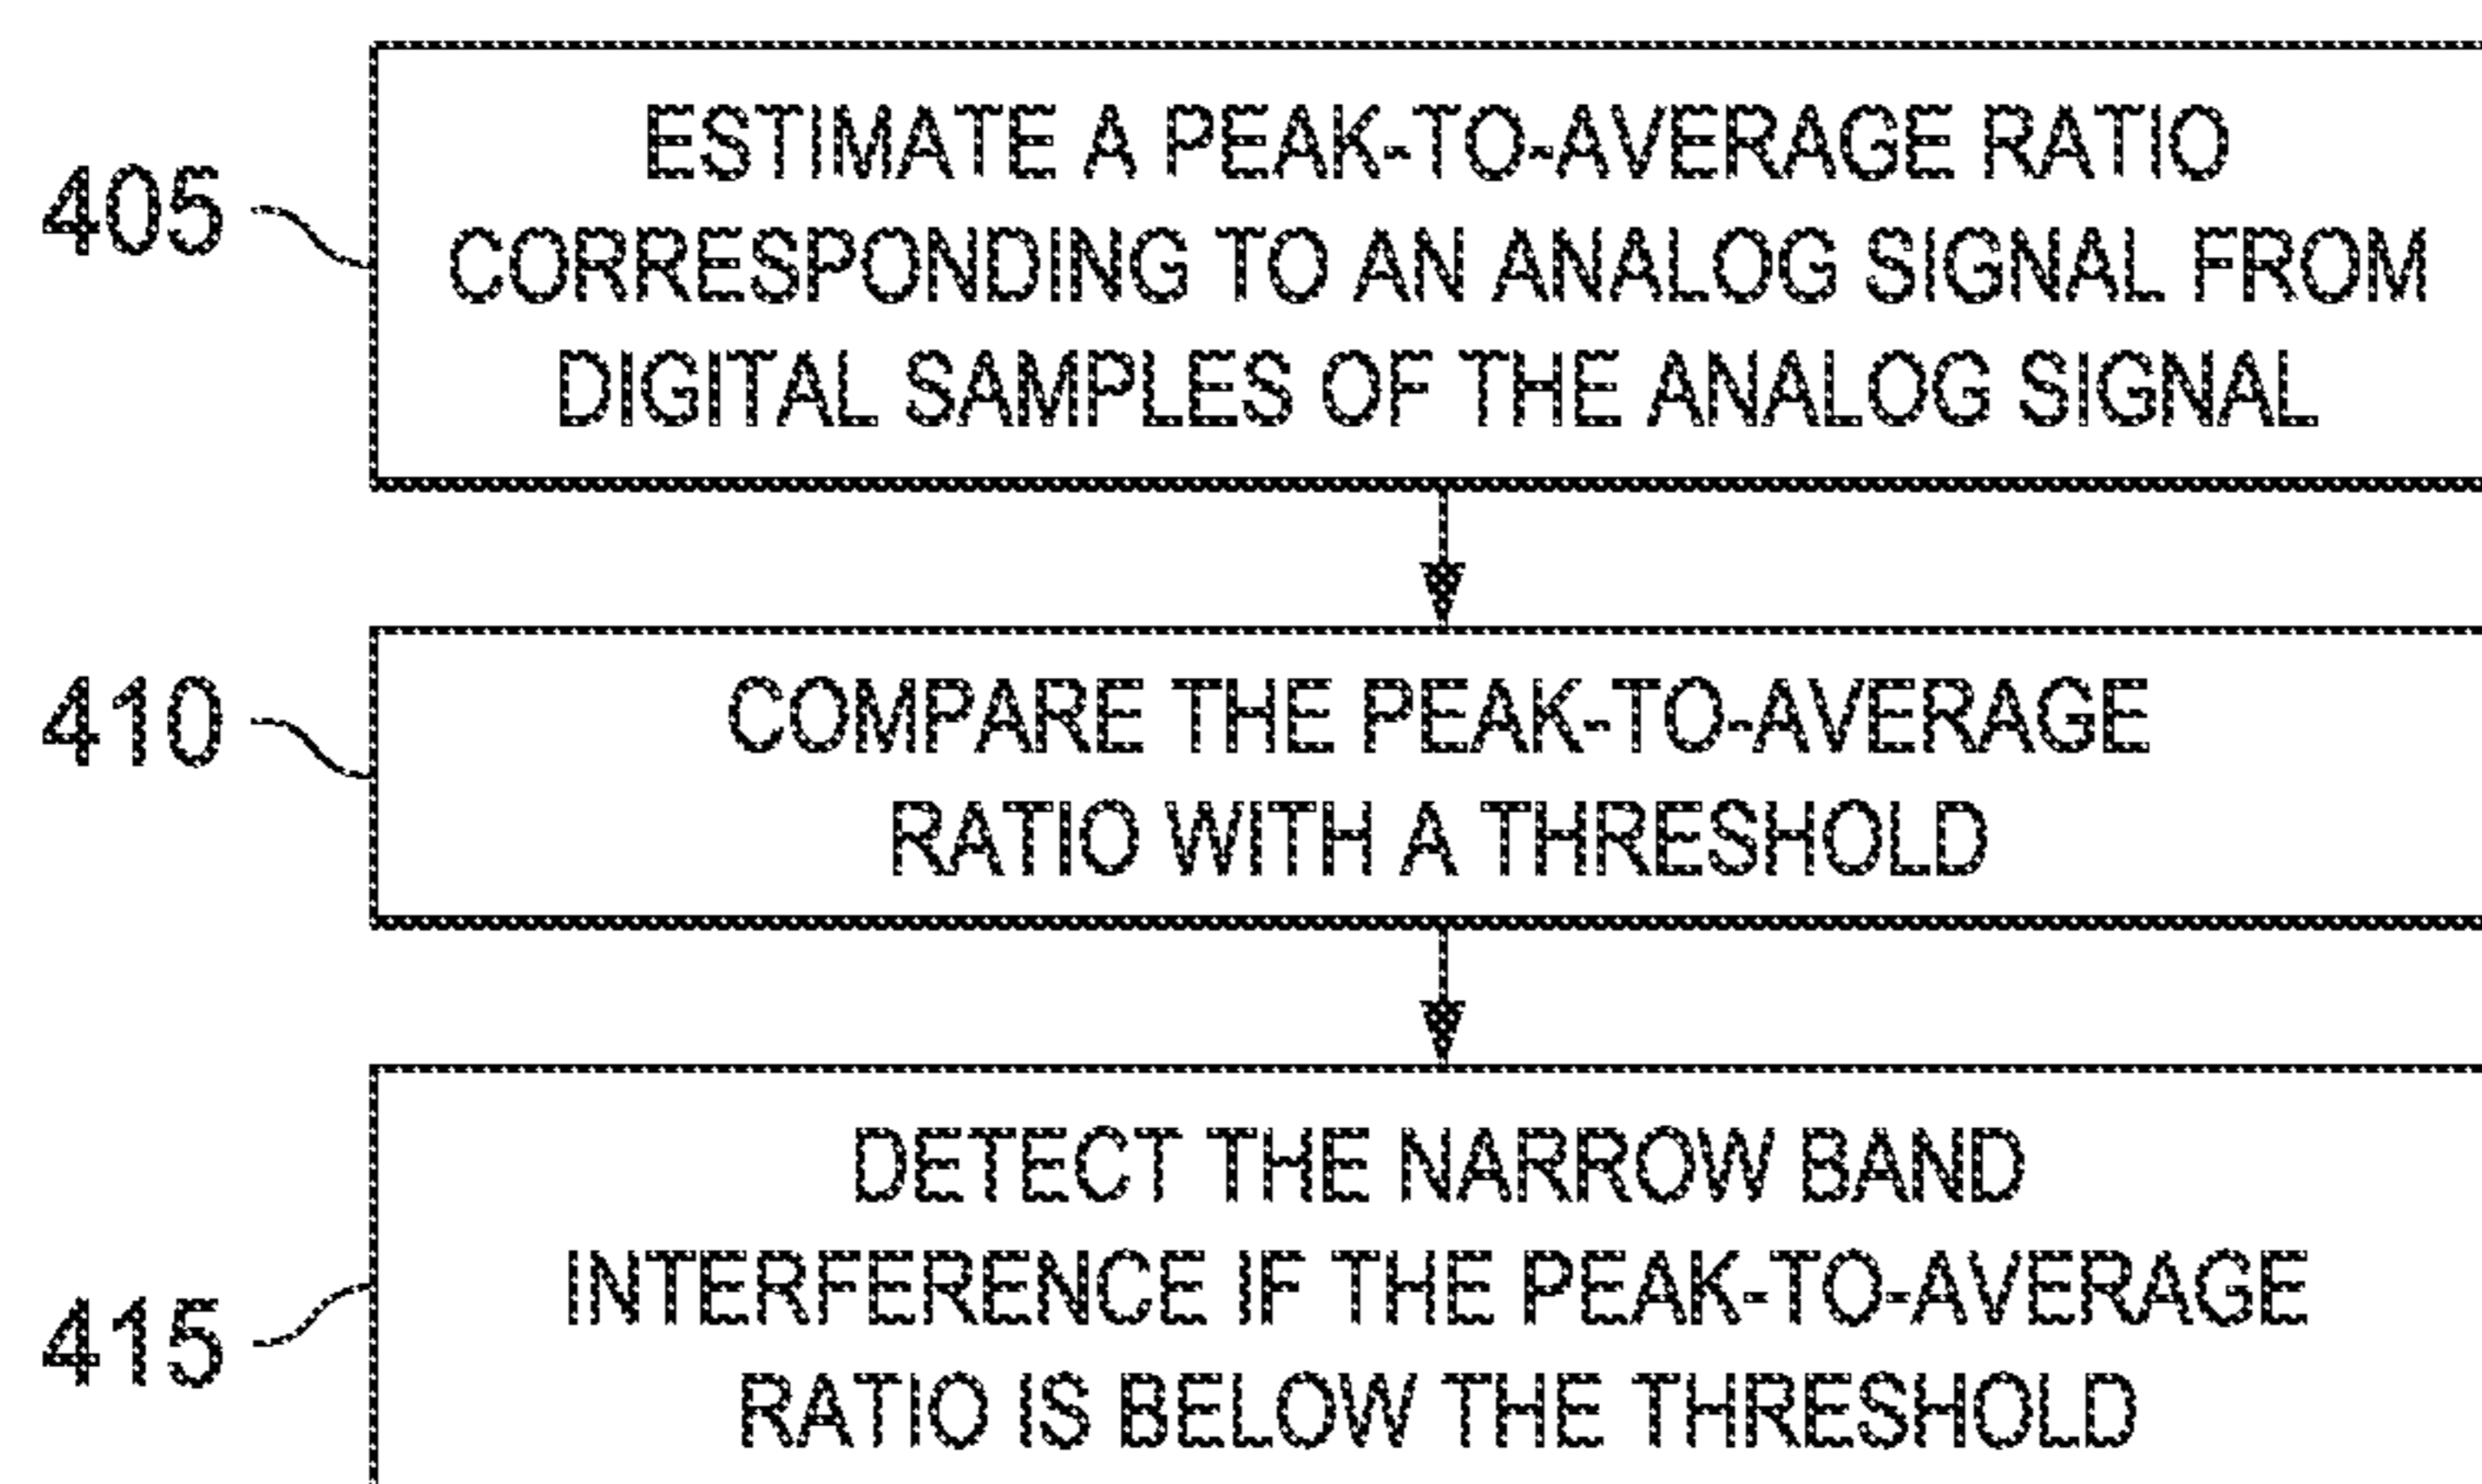 405
ESTIMATE A PEAK-TO-AVERAGE RATIO
CORRESPONDING TO AN ANALOG SIGNAL FROM
DIGITAL SAMPLES OF THE ANALOG SIGNAL
410
COMPARE THE PEAK-TO-AVERAGE
RATIO WITH A THRESHOLD
415
DETECT THE NARROW BAND
INTERFERENCE IF THE PEAK-TO-AVERAGE
RATIO IS BELOW THE THRESHOLD